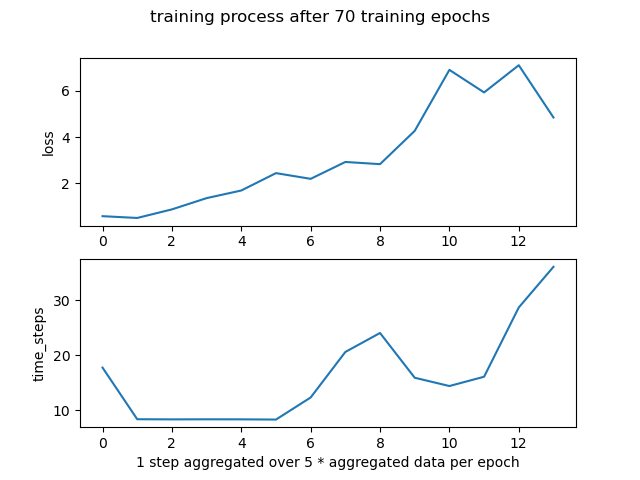 training process after 70 training epochs
6
4
2
loss
0 2 4 6 8 10 12
30
20
10
time_steps
0 2 4 6 8 10 12
1 step aggregated over 5 * aggregated data per epoch